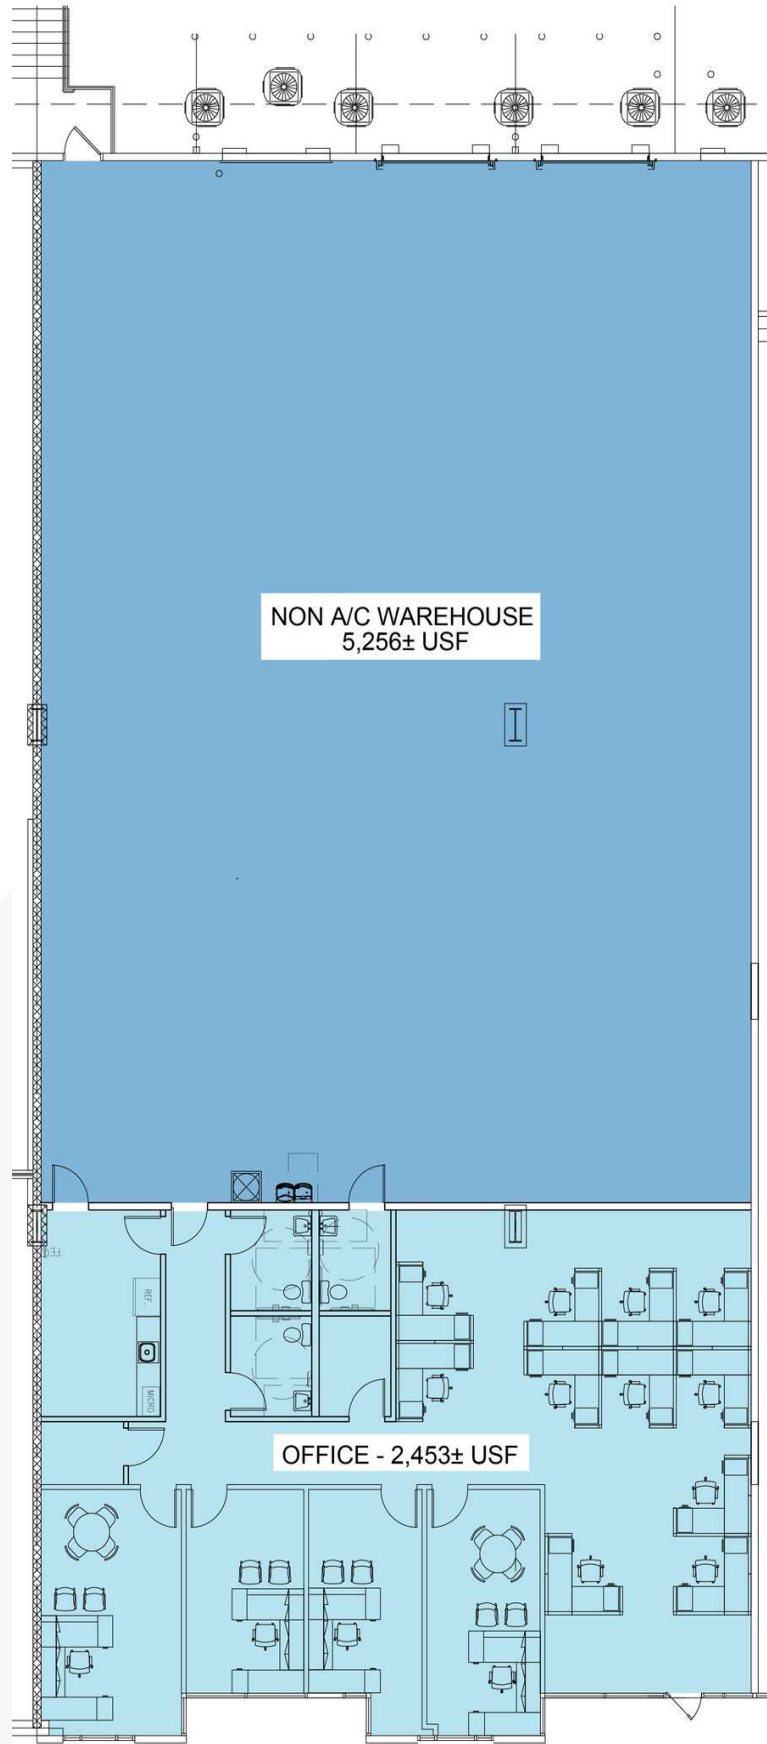 NON A/C WAREHOUSE
5,256± USF
REF.
MICRO
OFFICE - 2,453± USF